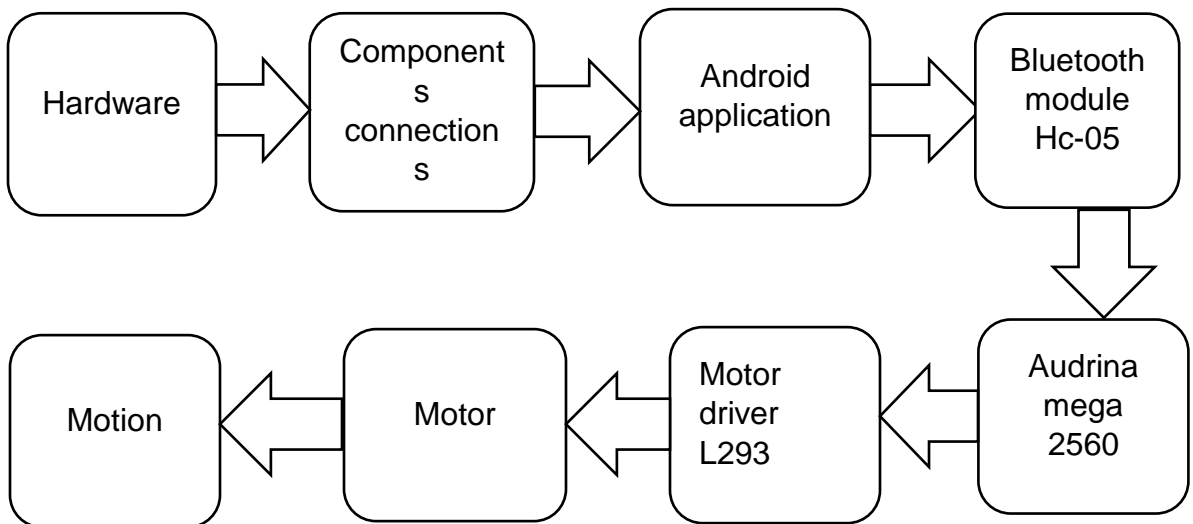 Hardware
Component
s
connection
s
Android
application
Bluetooth
module
Hc-05
Audrina
mega
2560
Motor
driver
L293
Motor
Motion